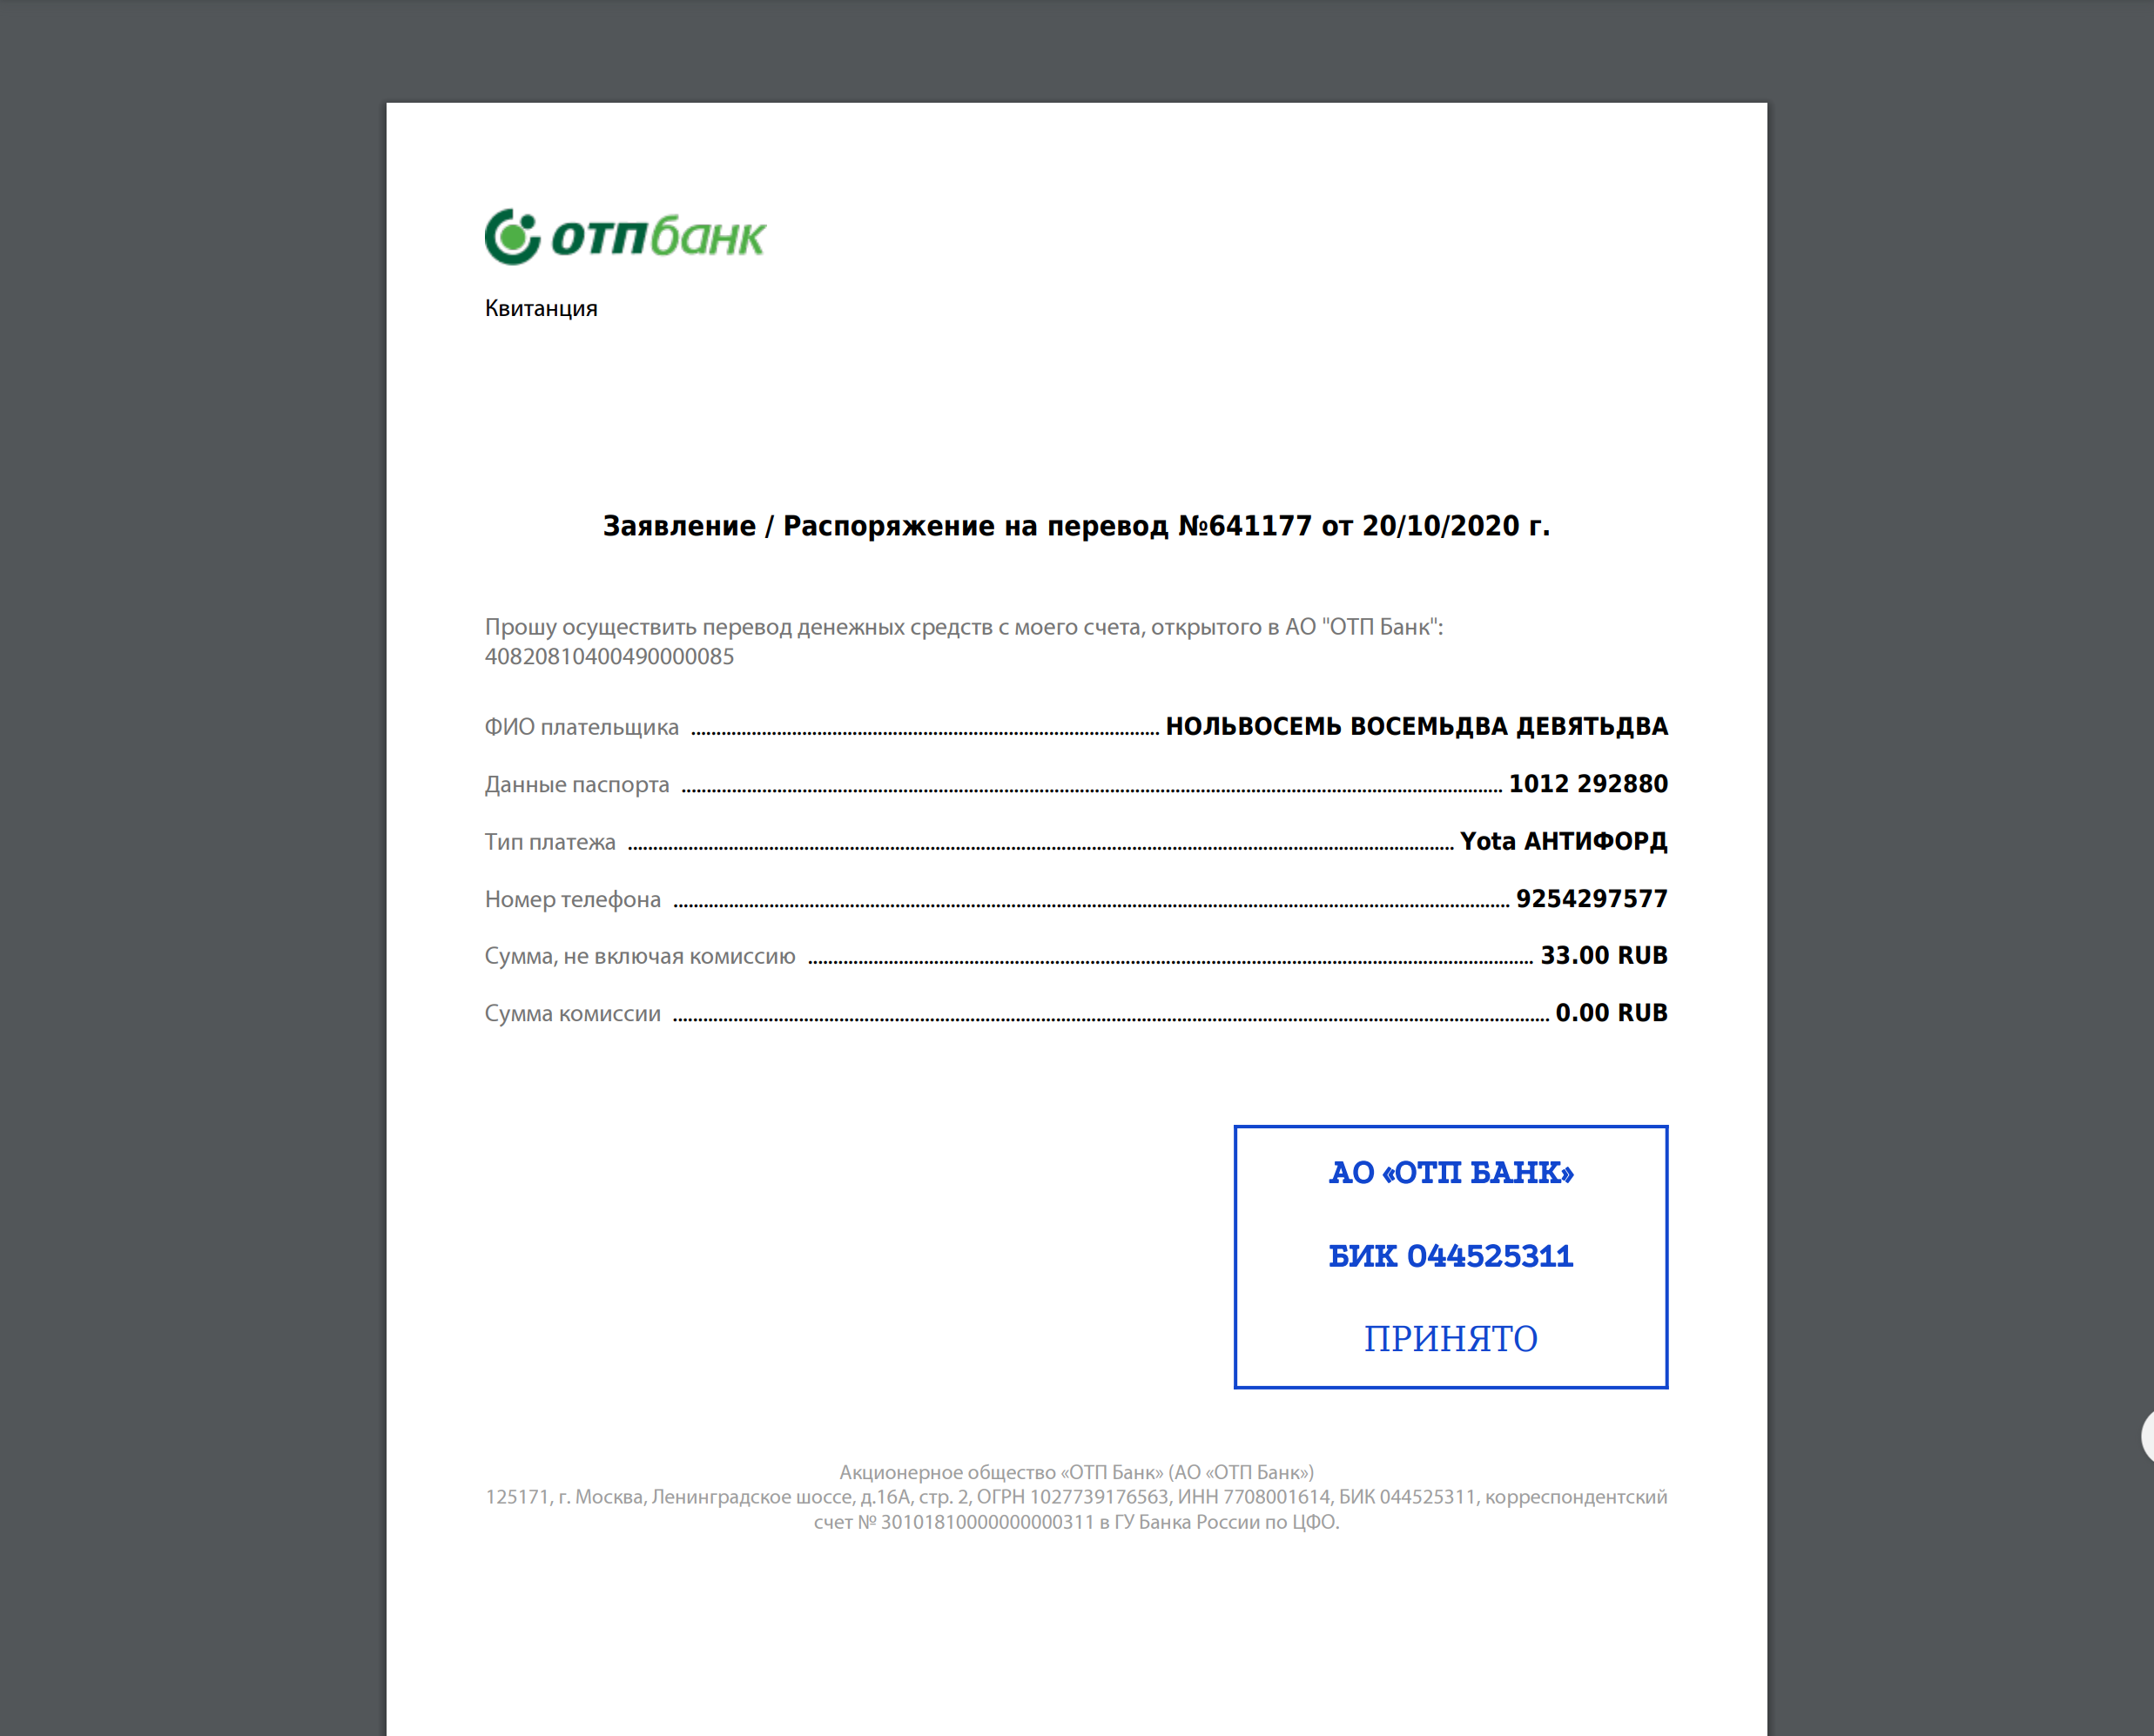 отпбанк
Квитанция
Заявление / Распоряжение на перевод №641177 от 20/10/2020 г.
Прошу осуществить перевод денежных средств с моего счета, открытого в АО "ОТП Банк":
40820810400490000085
ФИО плательщика НОЛЬВОСЕМЬ ВОСЕМЬДВА ДЕВЯТЬДВА
Данные паспорта 1012 292880
Тип платежа Yota АНТИФОРД
Номер телефона 9254297577
Сумма, не включая комиссию 33.00 RUB
Сумма комиссии 0.00 RUB
АО «ОТП БАНК»
БИК 044525311
ПРИНЯТО
Акционерное общество «ОТП Банк» (АО «ОТП Банк»)
125171, г. Москва, Ленинградское шоссе, д.16А, стр. 2, ОГРН 1027739176563, ИНН 7708001614, БИК 044525311, корреспондентский
счет № 30101810000000000311 в ГУ Банка России по ЦФО.